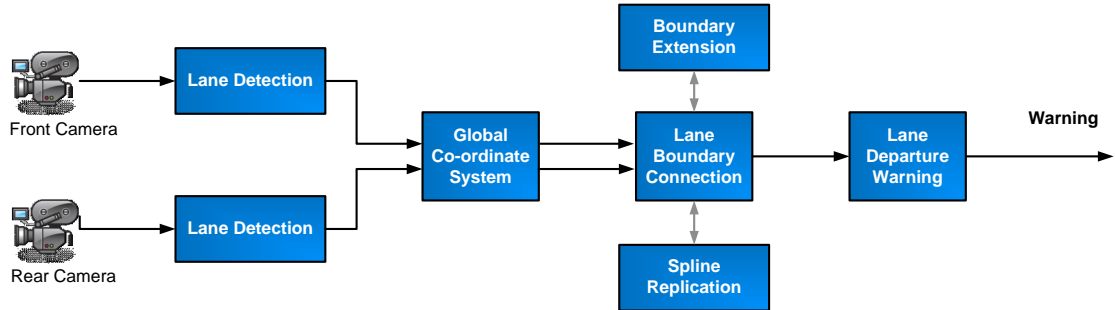 Boundary
Extension
Lane Detection
Front Camera
Global
Co-ordinate
System
Lane
Boundary
Connection
Lane
Departure
Warning
Warning
Lane Detection
Rear Camera
Spline
Replication